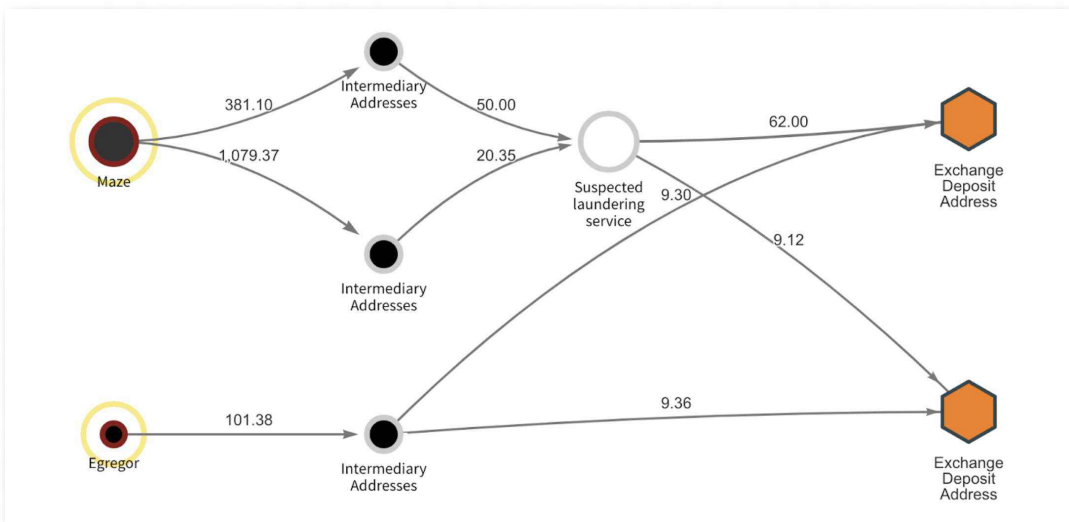 381.10
1,079.37
Maze
Intermediary
Addresses
50.00
20.35
Intermediary
Addresses
Suspected
laundering
service
62.00
9.30
9.12
Exchange
Deposit
Address
Egregor
101.38
Intermediary
Addresses
9.36
Exchange
Deposit
Address